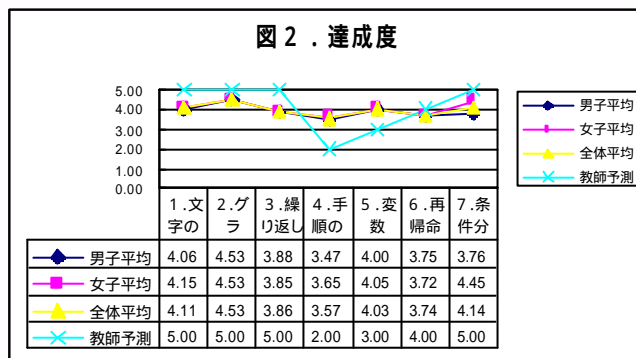 図２．達成度
5.00
4.00
3.00
2.00
1.00
0.00
男子平均
女子平均
全体平均
教師予測
１.文字の
２.グラ
３.繰り返し
４.手順の
５.変数
６.再帰命
７.条件分
男子平均 4.06 4.53 3.88 3.47 4.00 3.75 3.76
女子平均 4.15 4.53 3.85 3.65 4.05 3.72 4.45
全体平均 4.11 4.53 3.86 3.57 4.03 3.74 4.14
教師予測 5.00 5.00 5.00 2.00 3.00 4.00 5.00